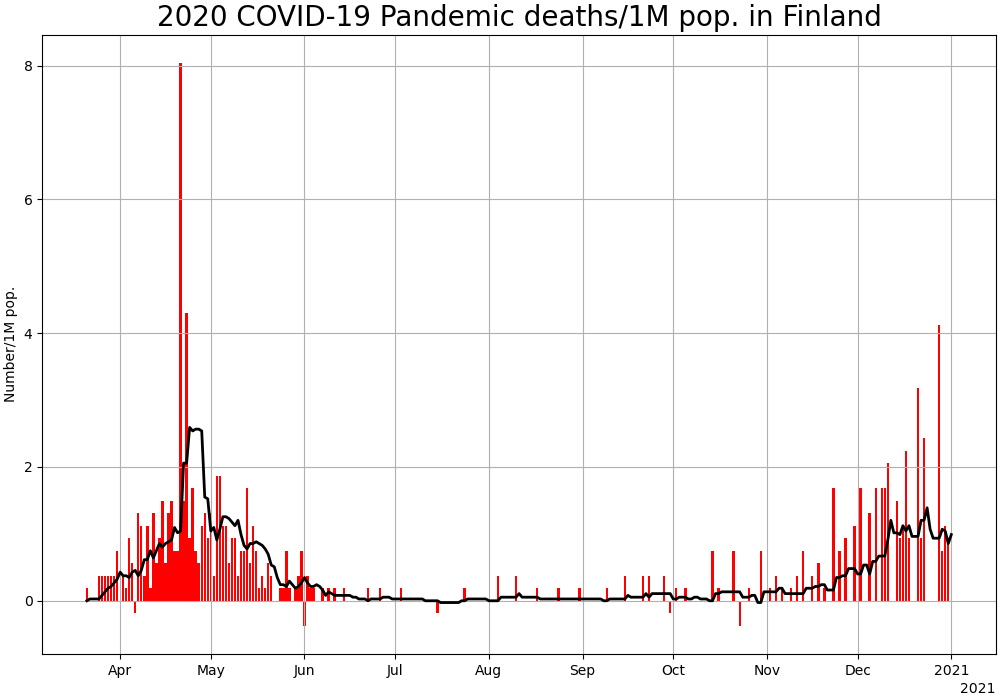 2020 COVID-19 Pandemic deaths/1M pop. in Finland
Number/1M pop.
8
6
4
2
0
Apr May Jun Jul Aug Sep Oct Nov Dec 2021
2021